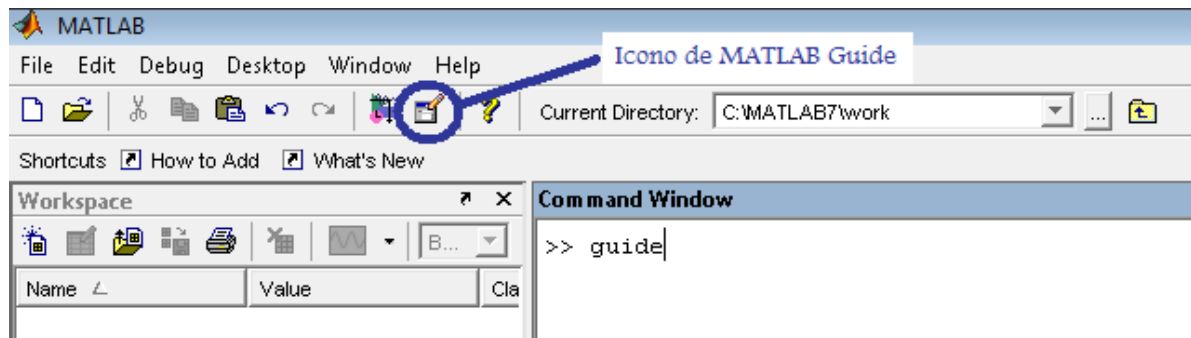 MATLAB
File Edit Debug Desktop Window Help
Icono de MATLAB Guide
Current Directory: C:\MATLAB7\work ...
Shortcuts How to Add What's New
Workspace
Command Window
B...
>> guide
Name Value Cla